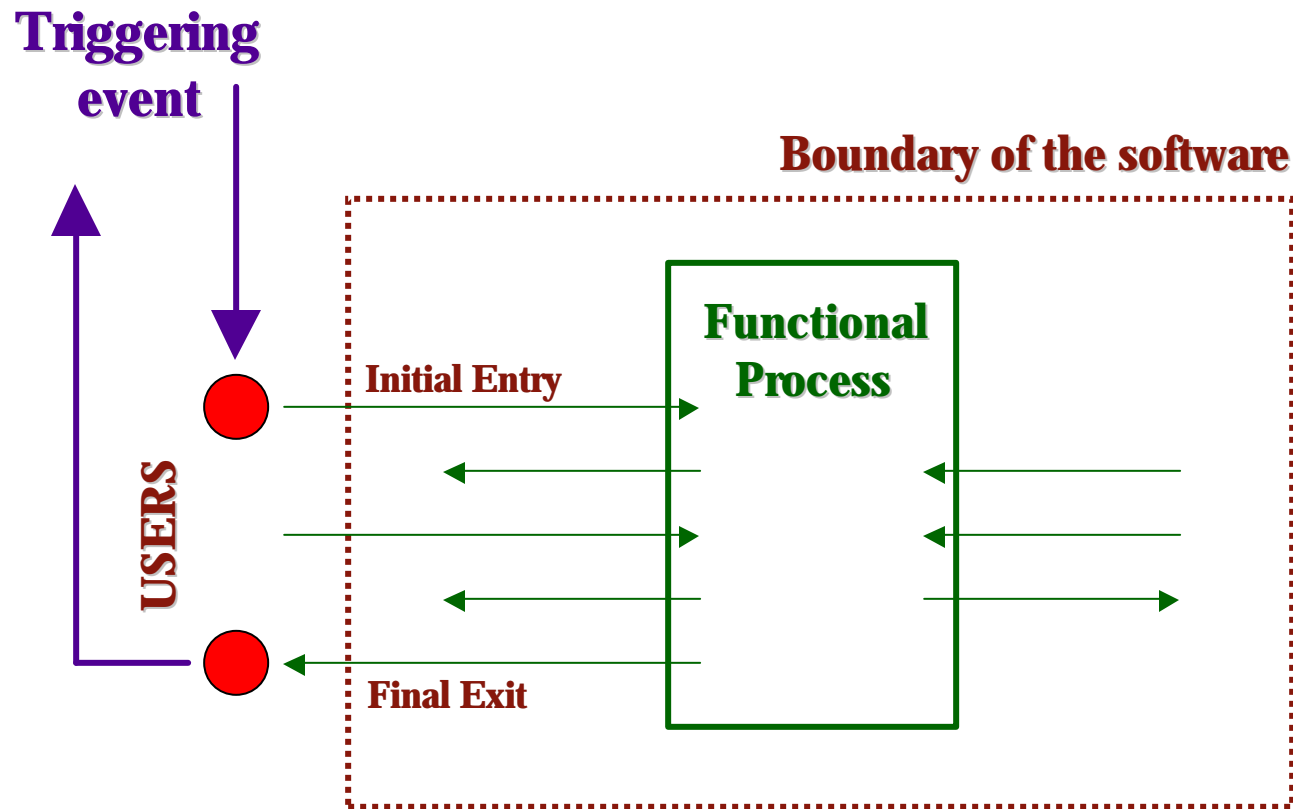 Triggering
event
Boundary of the software
Functional
Process
Initial Entry
USERS
Final Exit